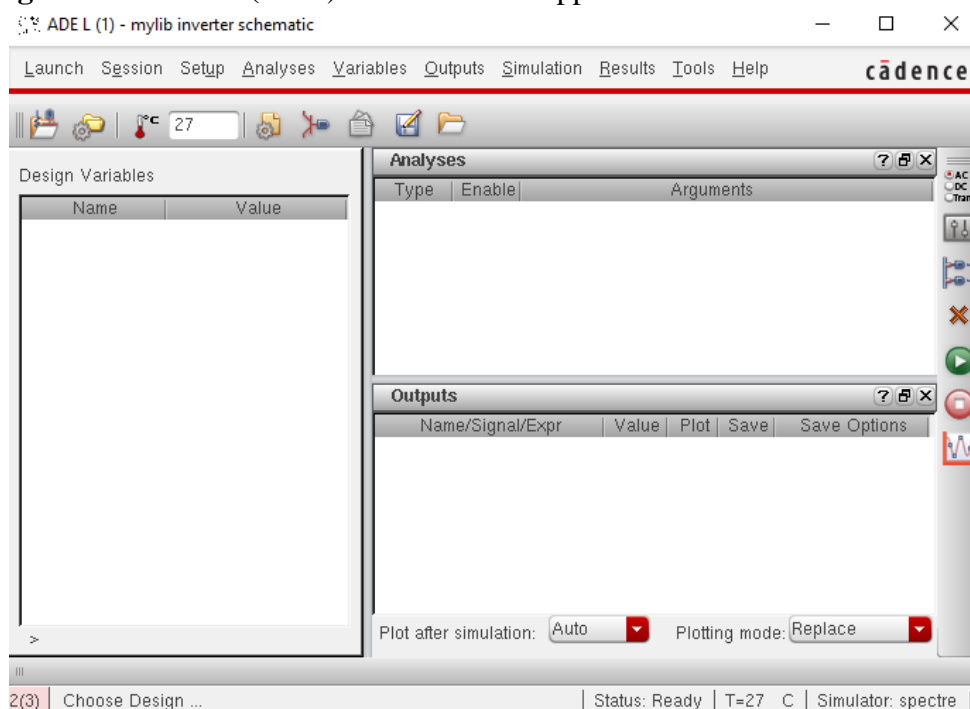 ADE L (1) - mylib inverter schematic
Launch Session Setup Analyses Variables Outputs Simulation Results Tools Help cādence
°C 27
Design Variables
Name Value
>
Analyses
Type Enable Arguments
AC
DC
Tran
Outputs
Name/Signal/Expr Value Plot Save Save Options
Plot after simulation: Auto Plotting mode: Replace
2(3) Choose Design ... Status: Ready T=27 C Simulator: spectre